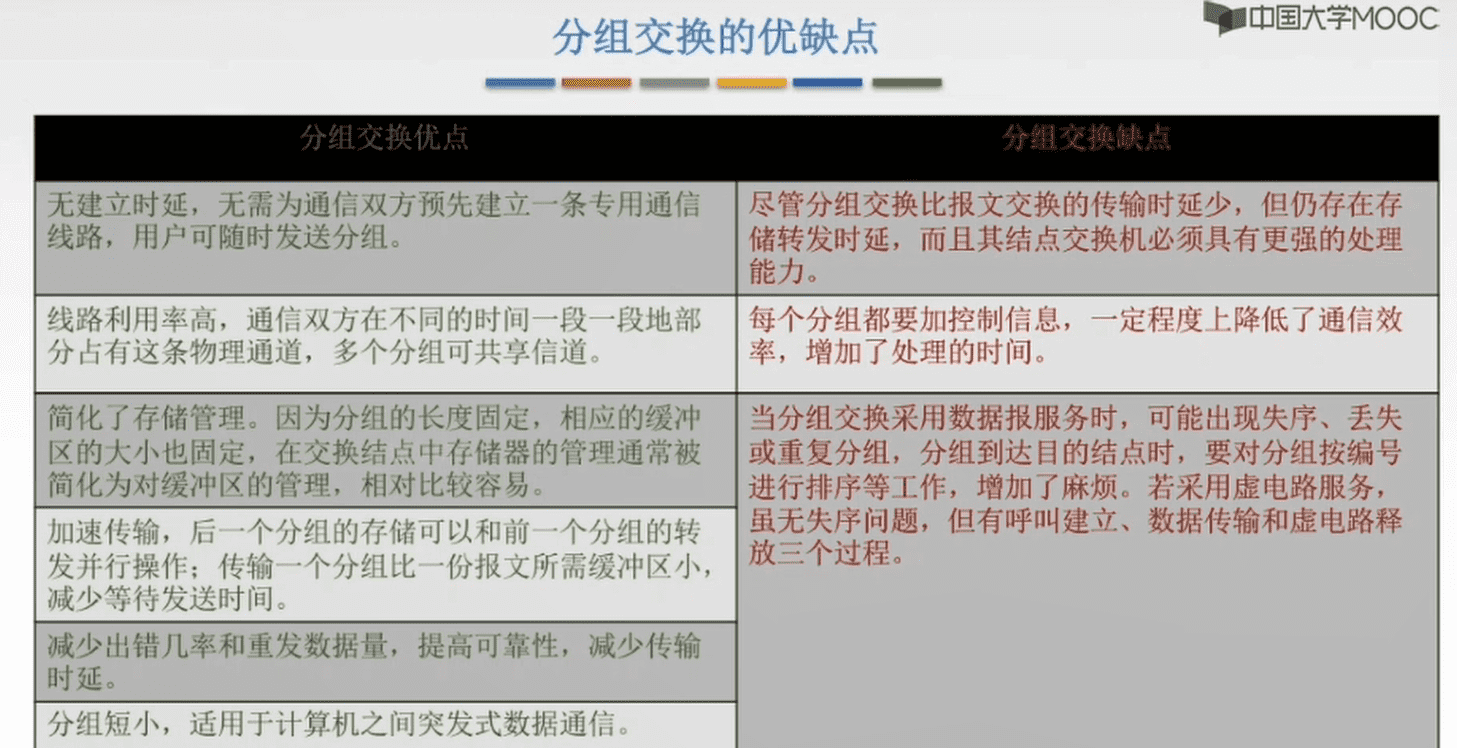 分组交换的优缺点
中国大学MOOC
分组交换优点
分组交换缺点
无建立时延，无需为通信双方预先建立一条专用通信
线路，用户可随时发送分组。
尽管分组交换比报文交换的传输时延少，但仍存在存
储转发时延，而且其结点交换机必须具有更强的处理
能力。
线路利用率高，通信双方在不同的时间一段一段地部
分占有这条物理通道，多个分组可共享信道。
每个分组都要加控制信息，一定程度上降低了通信效
率，增加了处理的时间。
简化了存储管理。因为分组的长度固定，相应的缓冲
区的大小也固定，在交换结点中存储器的管理通常被
简化为对缓冲区的管理，相对比较容易。
当分组交换采用数据报服务时，可能出现失序、丢失
或重复分组，分组到达目的结点时，要对分组按编号
进行排序等工作，增加了麻烦。若采用虚电路服务，
虽无失序问题，但有呼叫建立、数据传输和虚电路释
放三个过程。
加速传输，后一个分组的存储可以和前一个分组的转
发并行操作；传输一个分组比一份报文所需缓冲区小，
减少等待发送时间。
减少出错几率和重发数据量，提高可靠性，减少传输
时延。
分组短小，适用于计算机之间突发式数据通信。